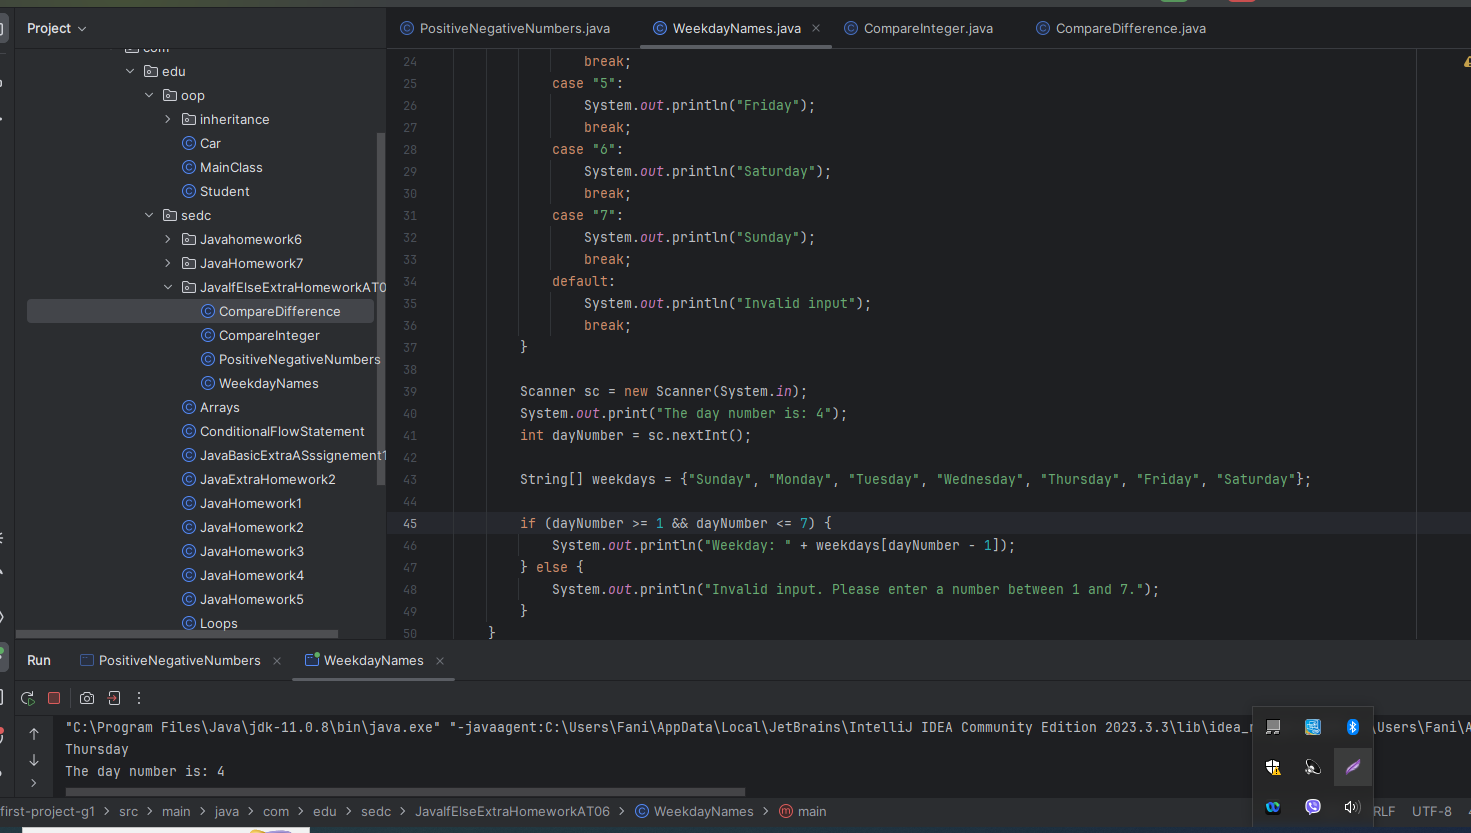 Project
PositiveNegativeNumbers.java
WeekdayNames.java
CompareInteger.java
CompareDifference.java
com
edu
oop
inheritance
Car
MainClass
Student
sedc
Javahomework6
JavaHomework7
JavaIfElseExtraHomeworkAT0
CompareDifference
CompareInteger
PositiveNegativeNumbers
WeekdayNames
Arrays
ConditionalFlowStatement
JavaBasicExtraASssignement1
JavaExtraHomework2
JavaHomework1
JavaHomework2
JavaHomework3
JavaHomework4
JavaHomework5
Loops
24 break;
25 case "5":
26 System.out.println("Friday");
27 break;
28 case "6":
29 System.out.println("Saturday");
30 break;
31 case "7":
32 System.out.println("Sunday");
33 break;
34 default:
35 System.out.println("Invalid input");
36 break;
37 }
38
39 Scanner sc = new Scanner(System.in);
40 System.out.print("The day number is: 4");
41 int dayNumber = sc.nextInt();
42
43 String[] weekdays = {"Sunday", "Monday", "Tuesday", "Wednesday", "Thursday", "Friday", "Saturday"};
44
45 if (dayNumber >= 1 && dayNumber <= 7) {
46 System.out.println("Weekday: " + weekdays[dayNumber - 1]);
47 } else {
48 System.out.println("Invalid input. Please enter a number between 1 and 7.");
49 }
50 }
Run PositiveNegativeNumbers WeekdayNames
"C:\Program Files\Java\jdk-11.0.8\bin\java.exe" "-javaagent:C:\Users\Fani\AppData\Local\JetBrains\IntelliJ IDEA Community Edition 2023.3.3\lib\idea_r \Users\Fani\A
Thursday
The day number is: 4
first-project-g1 > src > main > java > com > edu > sedc > JavaIfElseExtraHomeworkAT06 > WeekdayNames > main RLF UTF-8